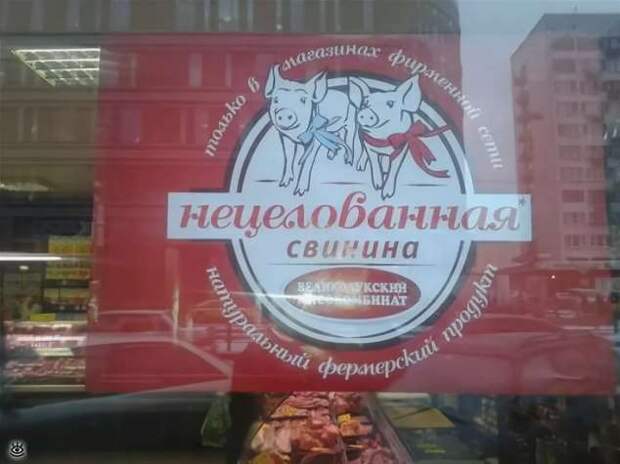 только в магазинах фирменной сети
нецелованная*
свинина
ВЕЛИКОЛУКСКИЙ
МЯСОКОМБИНАТ
натуральный фермерский продукт